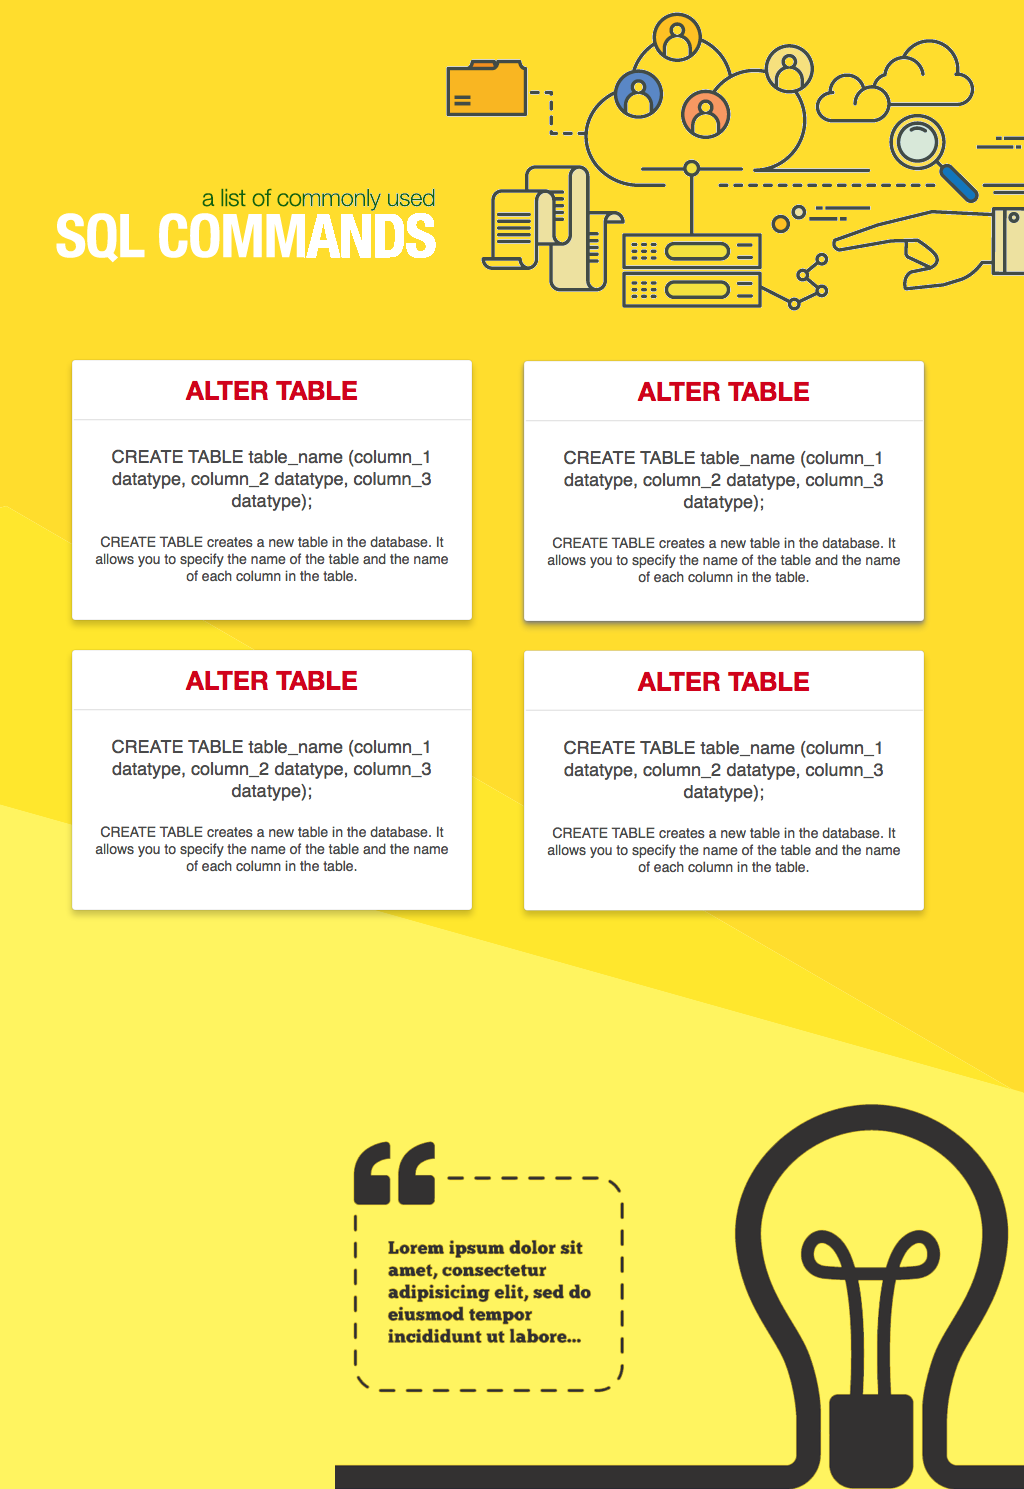 a list of commonly used
SQL COMMANDS
ALTER TABLE
CREATE TABLE table_name (column_1
datatype, column_2 datatype, column_3
datatype);
CREATE TABLE creates a new table in the database. It
allows you to specify the name of the table and the name
of each column in the table.
ALTER TABLE
CREATE TABLE table_name (column_1
datatype, column_2 datatype, column_3
datatype);
CREATE TABLE creates a new table in the database. It
allows you to specify the name of the table and the name
of each column in the table.
ALTER TABLE
CREATE TABLE table_name (column_1
datatype, column_2 datatype, column_3
datatype);
CREATE TABLE creates a new table in the database. It
allows you to specify the name of the table and the name
of each column in the table.
ALTER TABLE
CREATE TABLE table_name (column_1
datatype, column_2 datatype, column_3
datatype);
CREATE TABLE creates a new table in the database. It
allows you to specify the name of the table and the name
of each column in the table.
“
Lorem ipsum dolor sit
amet, consectetur
adipisicing elit, sed do
eiusmod tempor
incididunt ut labore...